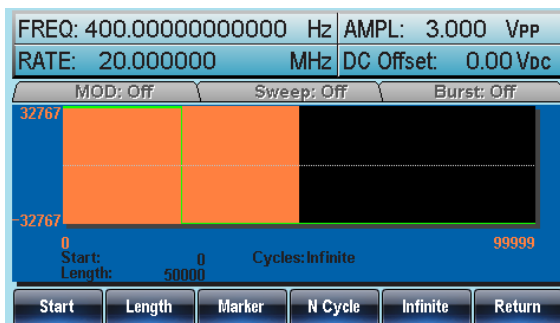 FREQ: 400.00000000000 Hz AMPL: 3.000 VPP
RATE: 20.000000 MHz DC Offset: 0.00 VDC
MOD: Off Sweep: Off Burst: Off
32767
-32767
0 99999
Start: 0 Cycles:Infinite
Length: 50000
Start Length Marker N Cycle Infinite Return